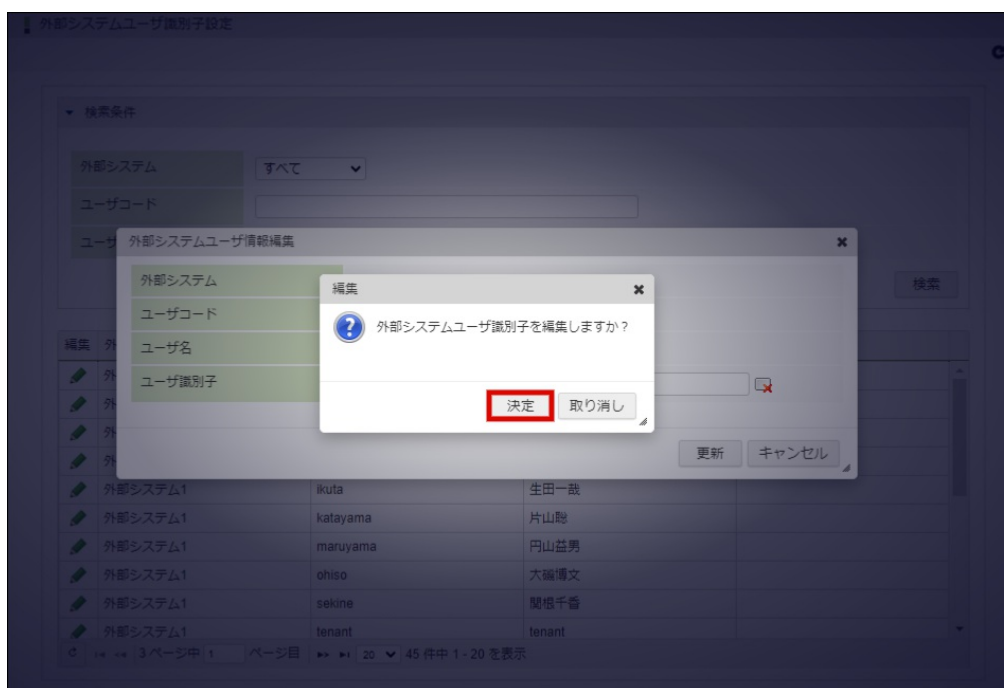 外部システムユーザ識別子設定
検索条件
外部システム すべて
ユーザコード
ユーザ
外部システムユーザ情報編集
外部システム
ユーザコード
ユーザ名
ユーザ識別子
編集
外部システムユーザ識別子を編集しますか？
決定 取り消し
更新 キャンセル
検索
編集 外
外
外
外
外
外部システム1 ikuta 生田一哉
外部システム1 katayama 片山聡
外部システム1 maruyama 円山益男
外部システム1 ohiso 大磯博文
外部システム1 sekine 関根千香
外部システム1 tenant tenant
3 ページ中 1 ページ目 20 45 件中 1 - 20 を表示